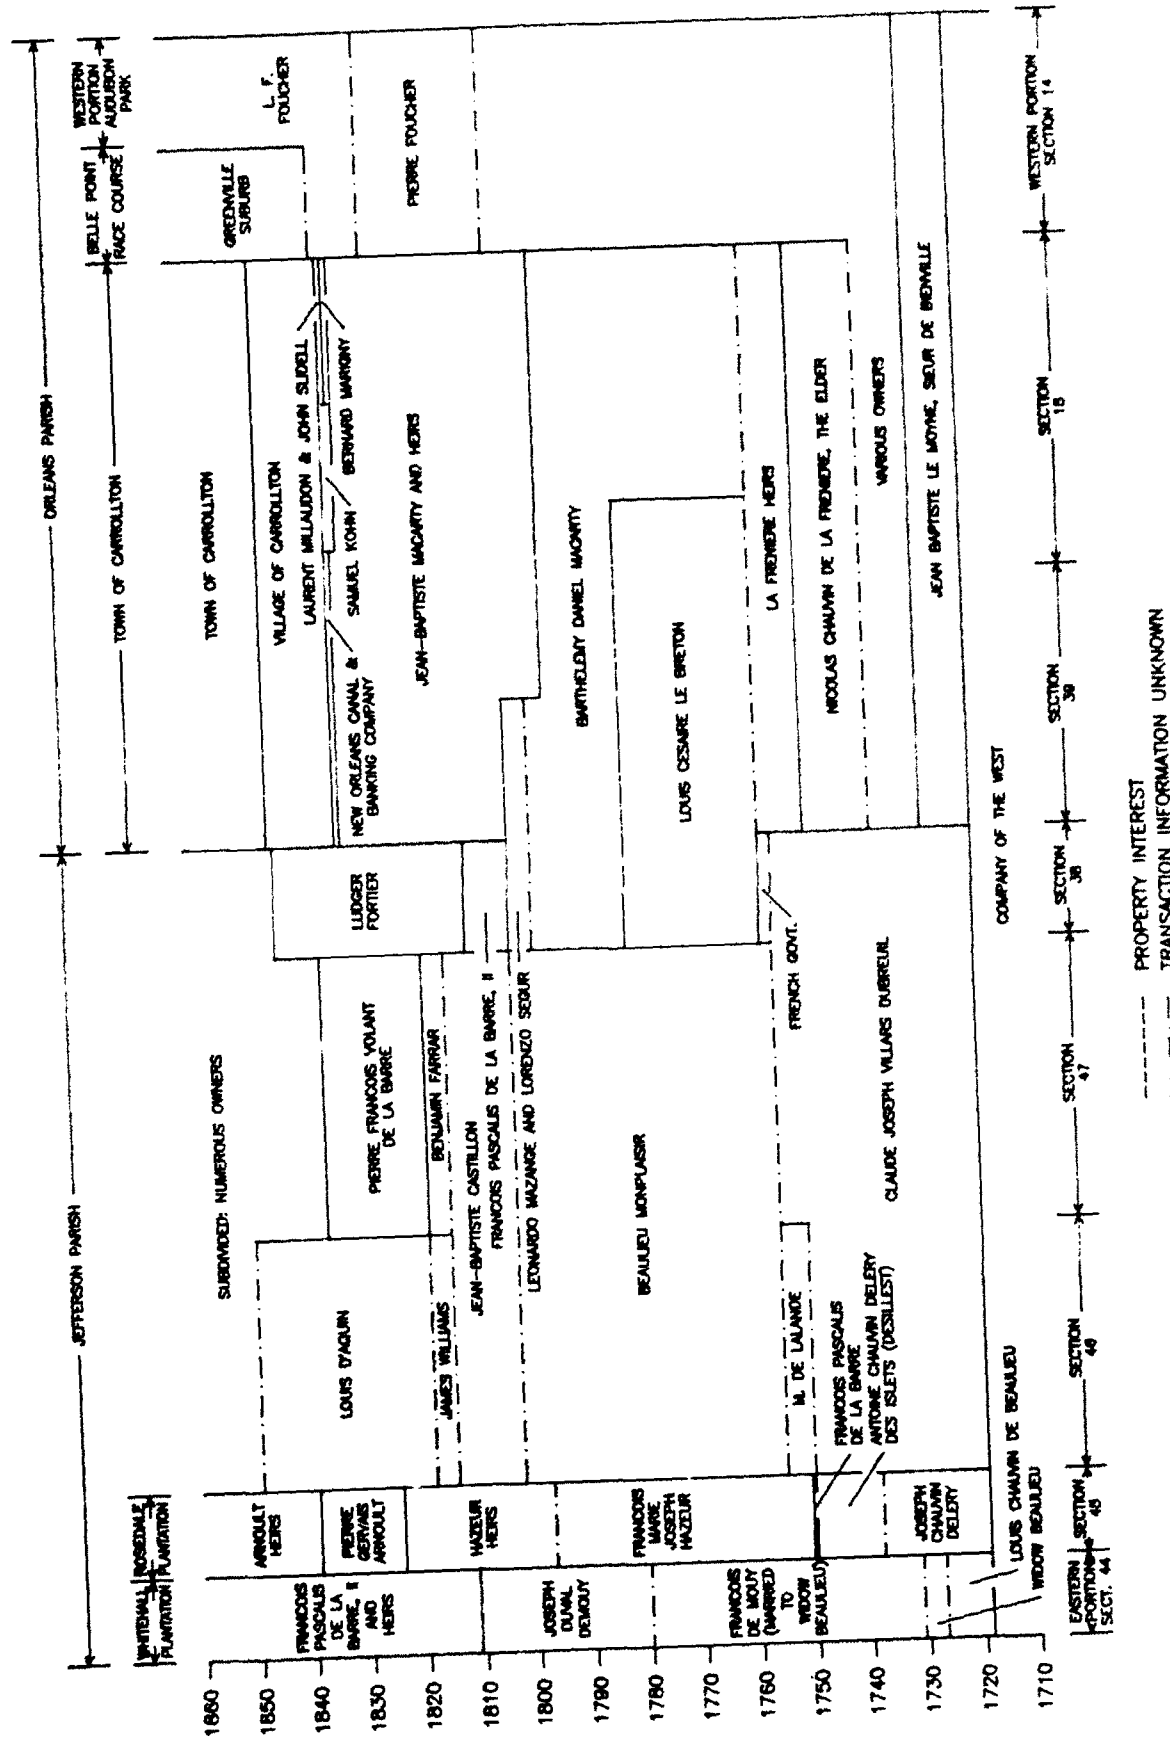 JEFFERSON PARISH
ORLEANS PARISH
TOWN OF CARROLLTON
WHITEHALL
PLANTATION
ROSEDALE
PLANTATION
BELLE POINT
RACE COURSE
WESTERN
PORTION
AUDUBON
PARK
1860
1850
1840
1830
1820
1810
1800
1790
1780
1770
1760
1750
1740
1730
1720
1710
FRANCOIS
PASCALIS
DE LA
BARRE, II
AND
HEIRS
JOSEPH
DUVAL
DEMOUY
FRANCOIS
DE MOUY
(MARRIED
TO
WIDOW
BEAULIEU)
ARNOULT
HEIRS
PIERRE
GERVAIS
ARNOULT
HAZEUR
HEIRS
FRANCOIS
MARIE
JOSEPH
HAZEUR
JOSEPH
CHAUVIN
DELERY
LOUIS CHAUVIN DE BEAULIEU
WIDOW BEAULIEU
SUBDIVIDED: NUMEROUS OWNERS
LOUIS D'AQUIN
JAMES WILLIAMS
PIERRE FRANCOIS VOLANT
DE LA BARRE
BENJAMIN FARRAR
LUDGER
FORTIER
JEAN-BAPTISTE CASTILLON
FRANCOIS PASCALIS DE LA BARRE, II
LEONARDO MAZANGE AND LORENZO SEGUR
BEAULIEU MONPLAISIR
M. DE LALANDE
FRENCH GOVT.
FRANCOIS PASCALIS
DE LA BARRE
ANTOINE CHAUVIN DELERY
DES ISLETS (DESILLEST)
CLAUDE JOSEPH VILLARS DUBREUIL
TOWN OF CARROLLTON
VILLAGE OF CARROLLTON
LAURENT MILLAUDON & JOHN SLIDELL
NEW ORLEANS CANAL &
BANKING COMPANY
SAMUEL KOHN
BERNARD MARIGNY
JEAN-BAPTISTE MACARTY AND HEIRS
BARTHELEMY DANIEL MACARTY
LOUIS CESAIRE LE BRETON
LA FRENIERE HEIRS
NICOLAS CHAUVIN DE LA FRENIERE, THE ELDER
VARIOUS OWNERS
JEAN BAPTISTE LE MOYNE, SIEUR DE BIENVILLE
COMPANY OF THE WEST
GREENVILLE
SUBURB
L. F.
FOUCHER
PIERRE FOUCHER
EASTERN
PORTION
SECT. 44
SECTION
45
SECTION
46
SECTION
47
SECTION
38
SECTION
39
SECTION
15
WESTERN PORTION
SECTION 14
PROPERTY INTEREST
TRANSACTION INFORMATION UNKNOWN